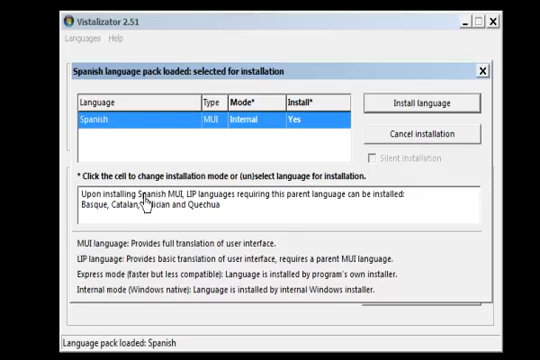 Vistalizator 2.51
Languages Help
Spanish language pack loaded: selected for installation
Language Type Mode* Install*
Spanish MUI Internal Yes
Install language
Cancel installation
Silent installation
* Click the cell to change installation mode or (un)select language for installation.
Upon installing Spanish MUI, LIP languages requiring this parent language can be installed:
Basque, Catalan, and Quechua
MUI language: Provides full translation of user interface.
LIP language: Provides basic translation of user interface, requires a parent MUI language.
Express mode (faster but less compatible): Language is installed by program's own installer.
Internal mode (Windows native): Language is installed by internal Windows installer.
Language pack loaded: Spanish